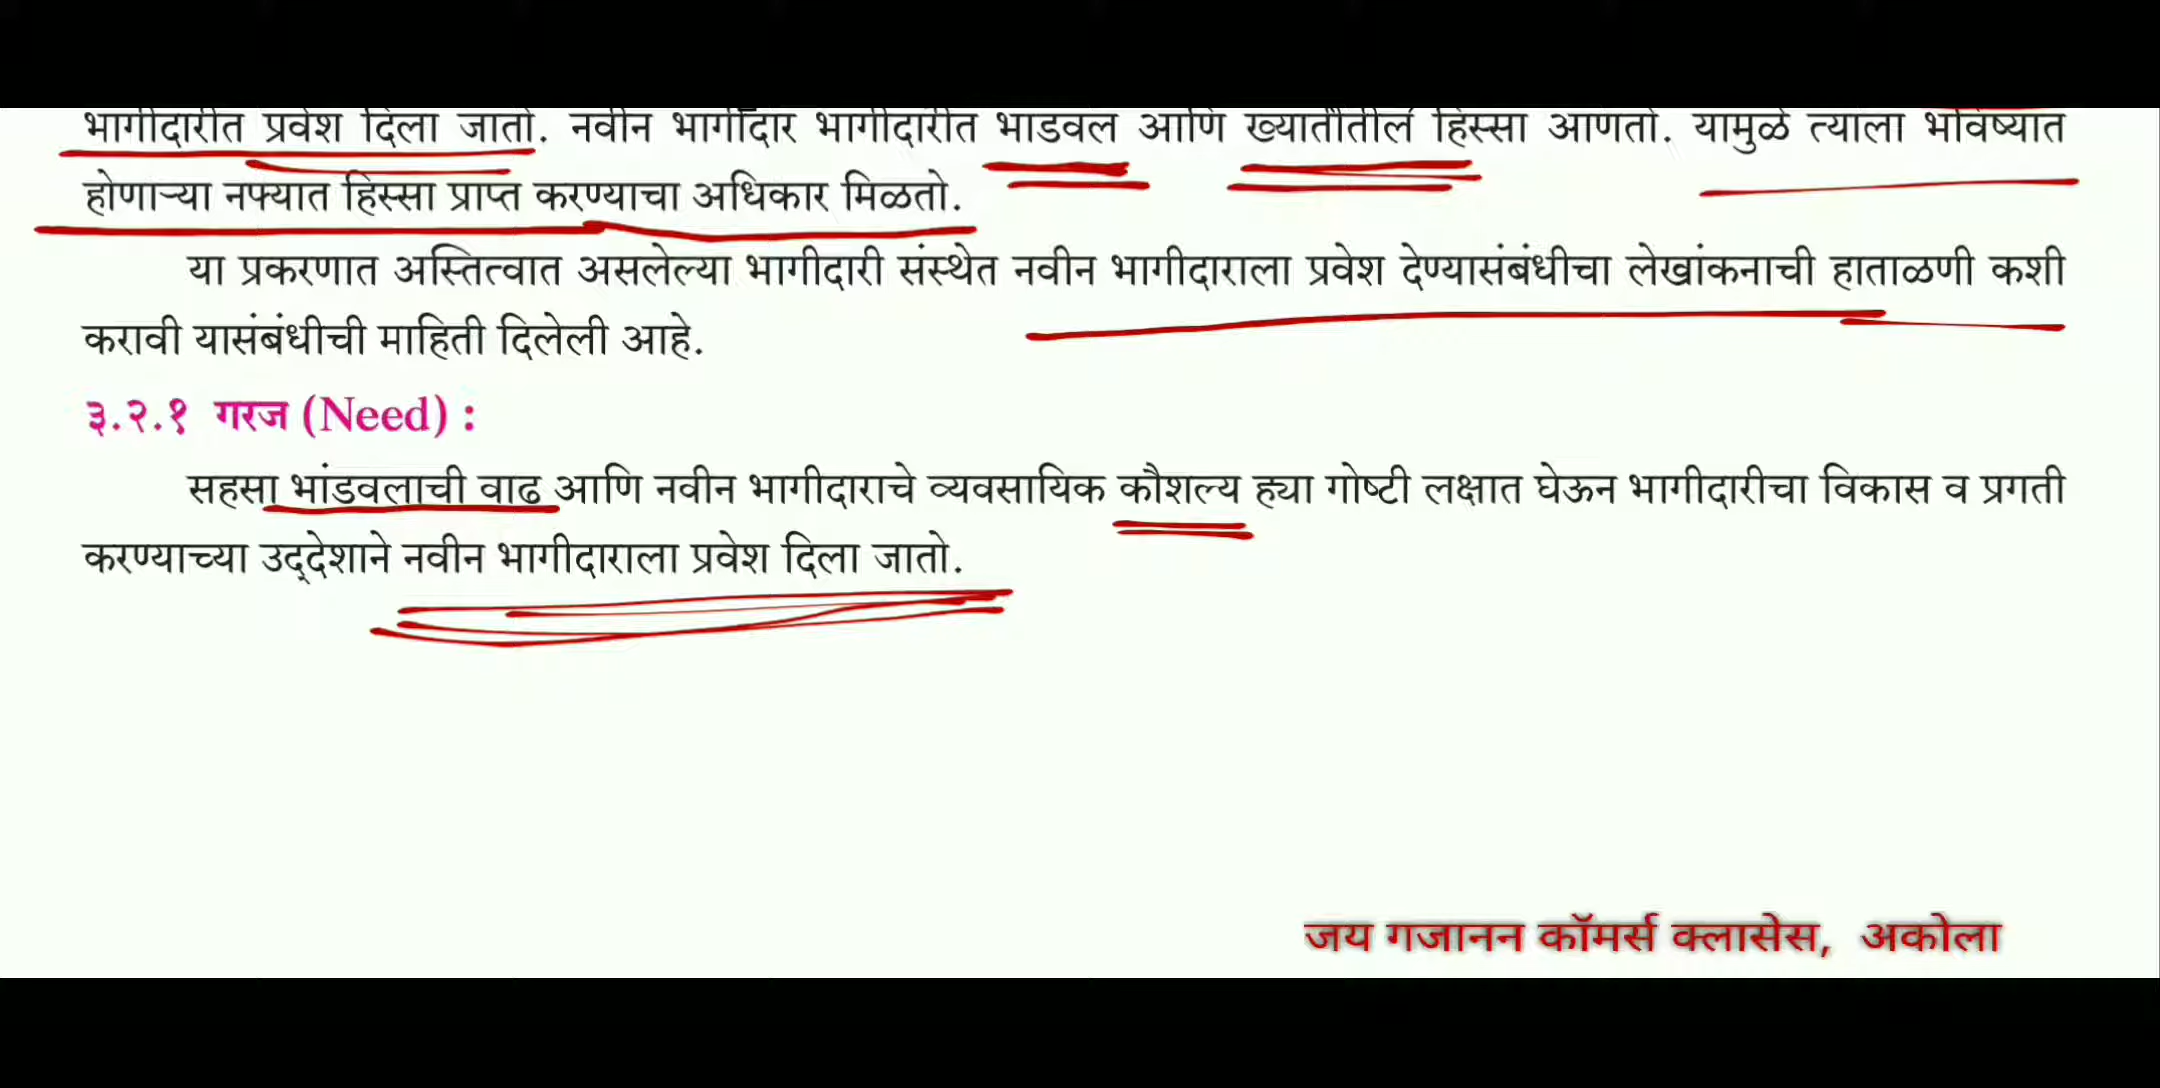 भागीदारीत प्रवेश दिला जातो. नवीन भागीदार भागीदारीत भांडवल आणि ख्यातीतील हिस्सा आणतो. यामुळे त्याला भविष्यात
होणाऱ्या नफ्यात हिस्सा प्राप्त करण्याचा अधिकार मिळतो.
या प्रकरणात अस्तित्वात असलेल्या भागीदारी संस्थेत नवीन भागीदाराला प्रवेश देण्यासंबंधीचा लेखांकनाची हाताळणी कशी
करावी यासंबंधीची माहिती दिलेली आहे.
३.२.१ गरज (Need) :
सहसा भांडवलाची वाढ आणि नवीन भागीदाराचे व्यवसायिक कौशल्य ह्या गोष्टी लक्षात घेऊन भागीदारीचा विकास व प्रगती
करण्याच्या उद्‌देशाने नवीन भागीदाराला प्रवेश दिला जातो.
जय गजानन कॉमर्स क्लासेस, अकोला